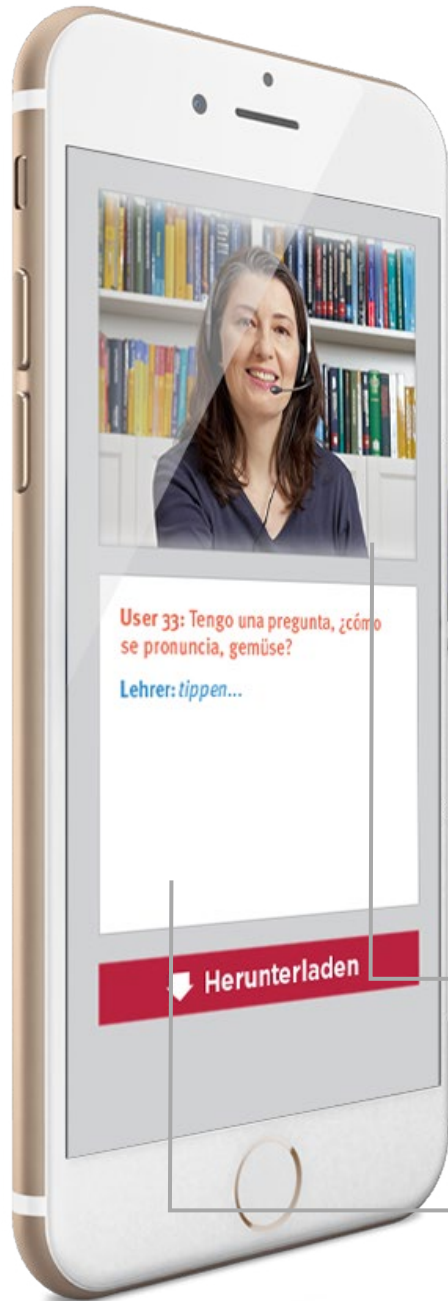 User 33: Tengo una pregunta, ¿cómo
se pronuncia, gemüse?
Lehrer: tippen...
Herunterladen